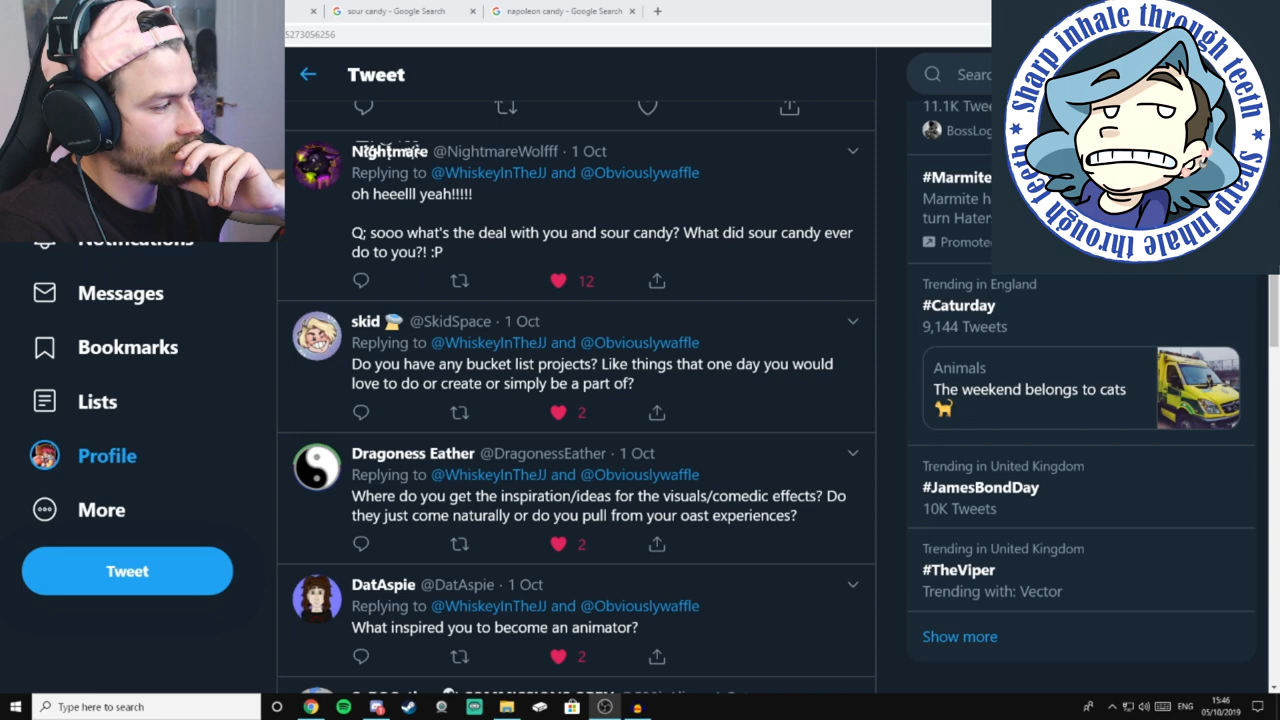 sour candy - Google Search
napoleon candy - Google Search
5273056256
Tweet
Nightmare @NightmareWolfff · 1 Oct
Replying to @WhiskeyInTheJJ and @Obviouslywaffle
oh heeelll yeah!!!!!
Q; sooo what's the deal with you and sour candy? What did sour candy ever
do to you?! :P
12
skid @SkidSpace · 1 Oct
Replying to @WhiskeyInTheJJ and @Obviouslywaffle
Do you have any bucket list projects? Like things that one day you would
love to do or create or simply be a part of?
2
Dragoness Eather @DragonessEather · 1 Oct
Replying to @WhiskeyInTheJJ and @Obviouslywaffle
Where do you get the inspiration/ideas for the visuals/comedic effects? Do
they just come naturally or do you pull from your oast experiences?
2
DatAspie @DatAspie · 1 Oct
Replying to @WhiskeyInTheJJ and @Obviouslywaffle
What inspired you to become an animator?
2
Notifications
Messages
Bookmarks
Lists
Profile
More
Tweet
Sharp inhale through teeth
Sharp inhale through teeth
Searc
11.1K Twee
BossLog
#Marmite
Marmite h
turn Hater
Promote
Trending in England
#Caturday
9,144 Tweets
Animals
The weekend belongs to cats
Trending in United Kingdom
#JamesBondDay
10K Tweets
Trending in United Kingdom
#TheViper
Trending with: Vector
Show more
Type here to search
ENG
15:46
05/10/2019